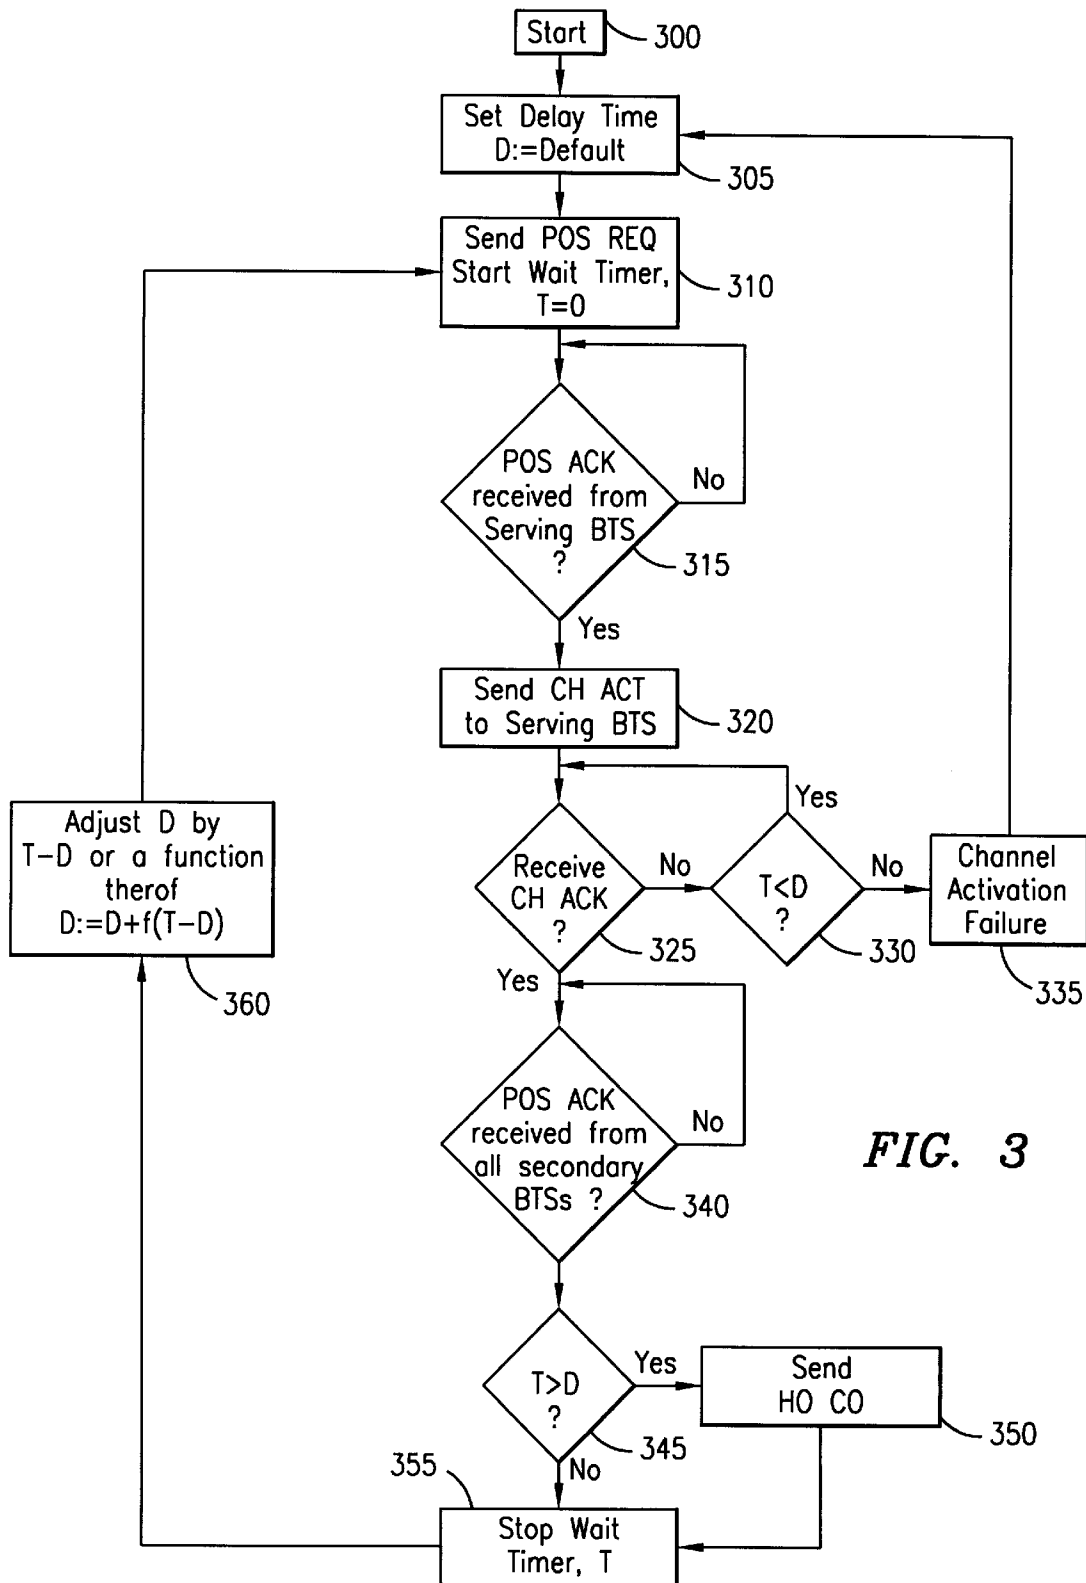 Start
300
Set Delay Time
D:=Default
305
Send POS REQ
Start Wait Timer,
T=0
310
POS ACK
received from
Serving BTS
?
No
315
Yes
Send CH ACT
to Serving BTS
320
Yes
Adjust D by
T-D or a function
therof
D:=D+f(T-D)
360
Receive
CH ACK
?
No
325
T<D
?
No
330
Channel
Activation
Failure
335
Yes
POS ACK
received from
all secondary
BTSs ?
No
340
FIG. 3
T>D
?
Yes
345
Send
HO CO
350
No
355
Stop Wait
Timer, T